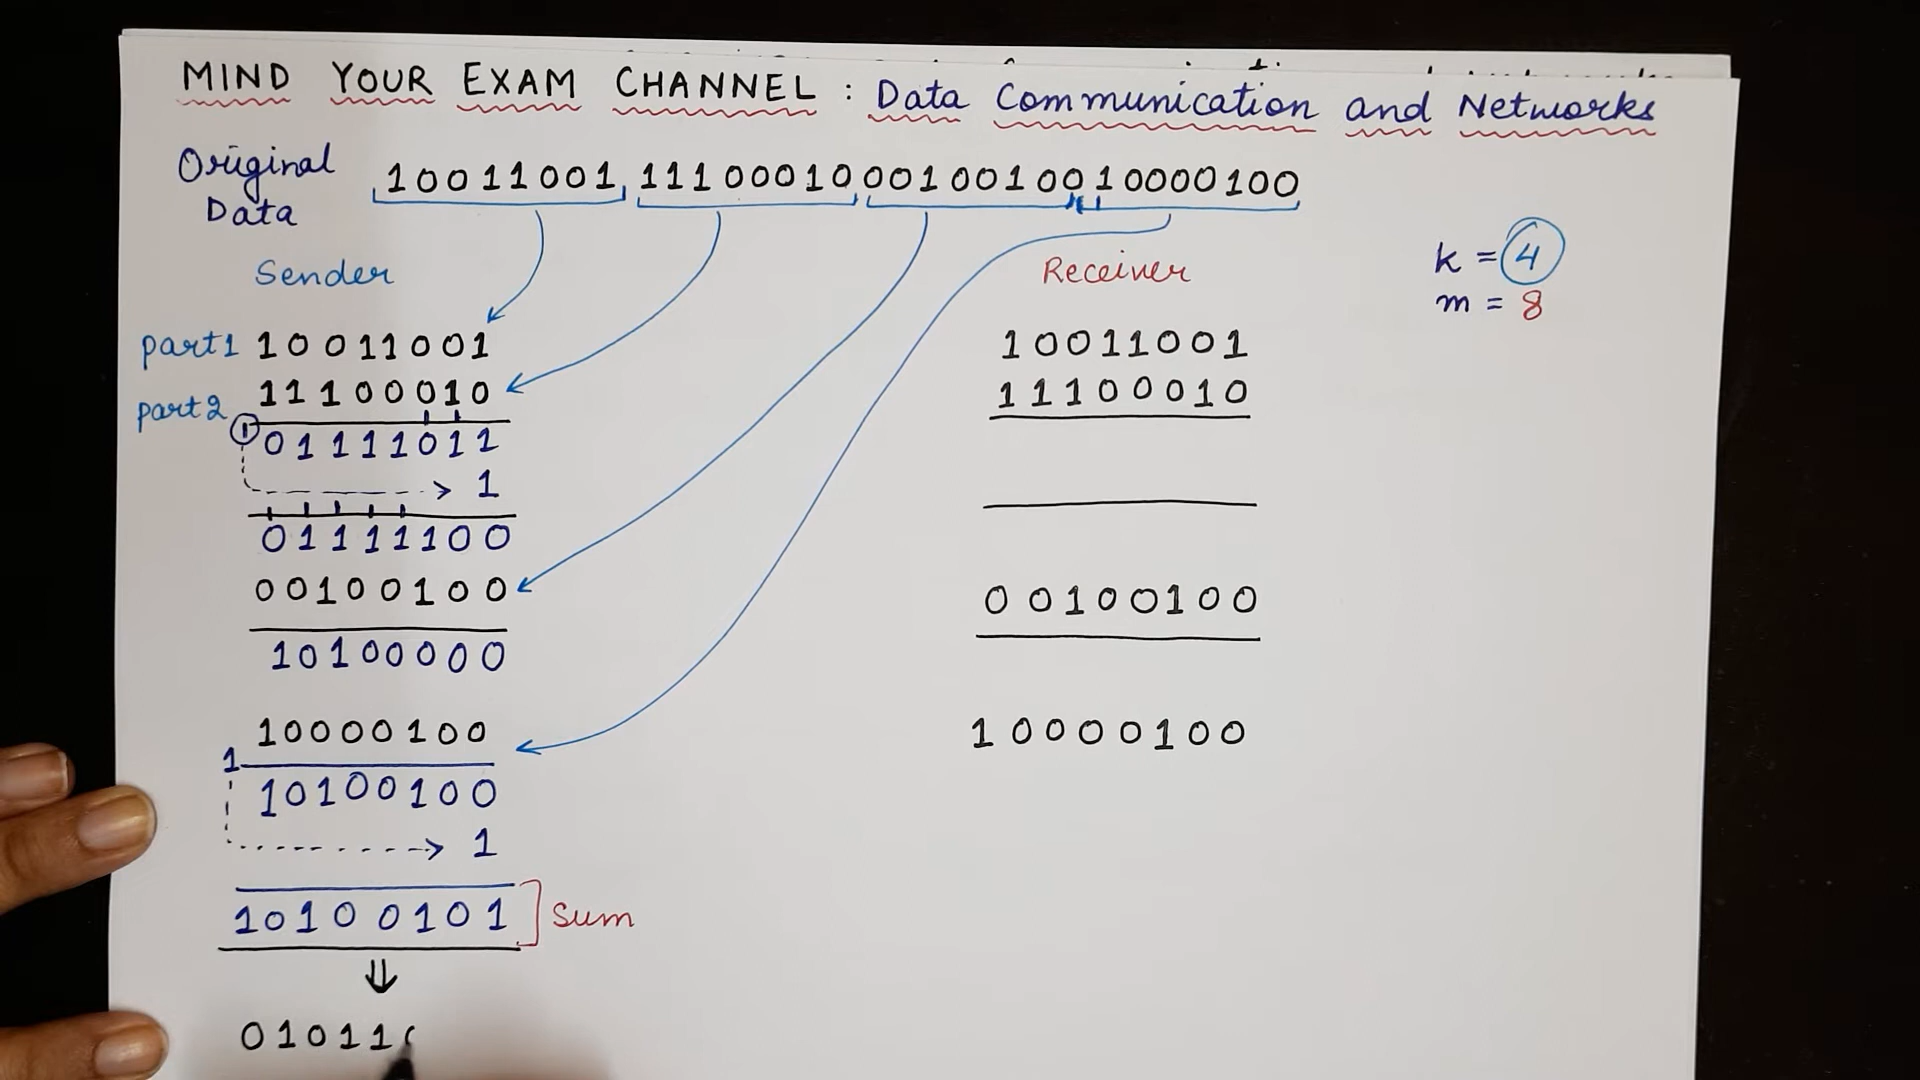 MIND YOUR EXAM CHANNEL : Data Communication and Networks
Original Data
10011001 11100010 00100100 10000100
Sender
Receiver
k = 4
m = 8
part1 10011001
part2 11100010
1 01111011
1
01111100
00100100
10100000
10000100
1
10100100
1
10100101 Sum
⇓
01011
10011001
11100010
00100100
10000100